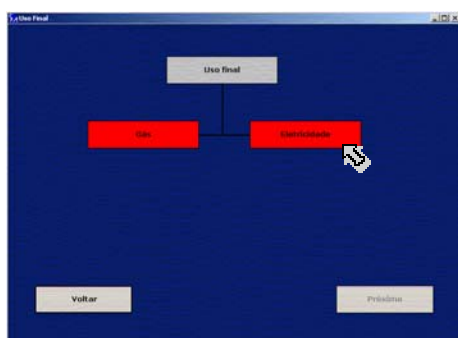 Uso Final
Uso final
Gás
Eletricidade
Voltar
Próximo